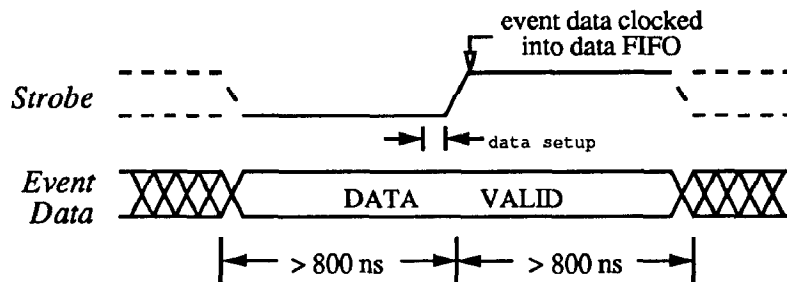 event data clocked
into data FIFO
Strobe
data setup
Event
Data
DATA VALID
> 800 ns
> 800 ns